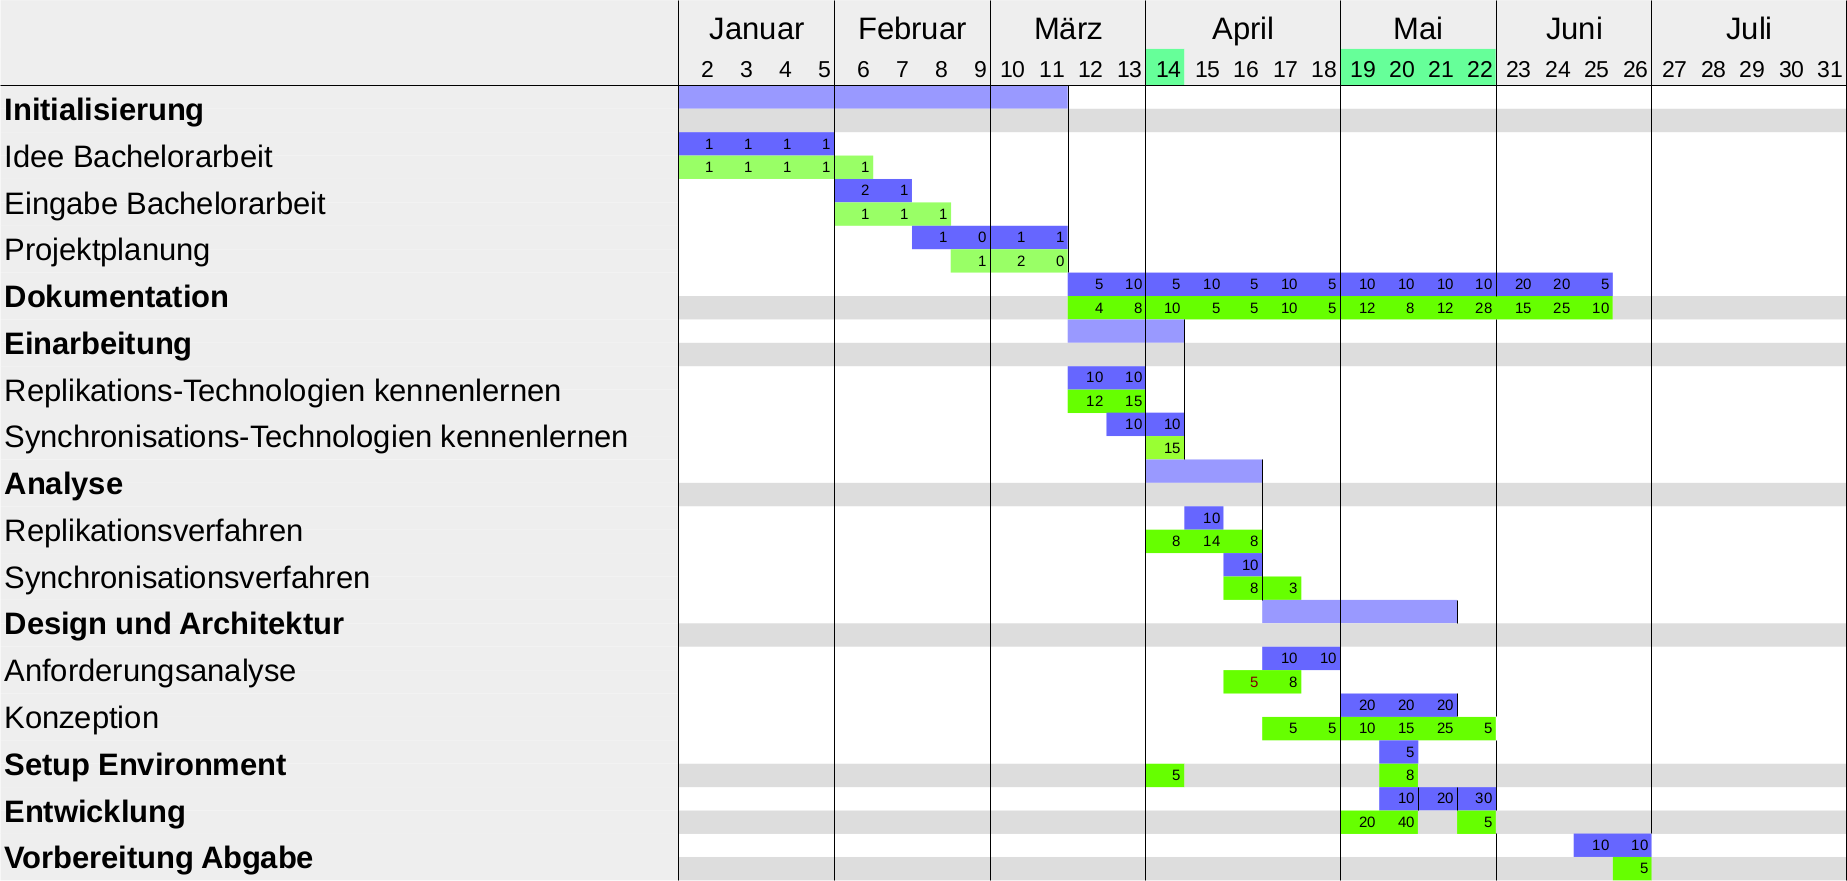 Januar Februar März April Mai Juni Juli
2 3 4 5 6 7 8 9 10 11 12 13 14 15 16 17 18 19 20 21 22 23 24 25 26 27 28 29 30 31
Initialisierung
Idee Bachelorarbeit
1 1 1 1
1 1 1 1 1
Eingabe Bachelorarbeit
2 1
1 1 1
Projektplanung
1 0 1 1
1 2 0
Dokumentation
5 10 5 10 5 10 5 10 10 10 10 20 20 5
4 8 10 5 5 10 5 12 8 12 28 15 25 10
Einarbeitung
Replikations-Technologien kennenlernen
10 10
12 15
Synchronisations-Technologien kennenlernen
10 10
15
Analyse
Replikationsverfahren
10
8 14 8
Synchronisationsverfahren
10
8 3
Design und Architektur
Anforderungsanalyse
10 10
5 8
Konzeption
20 20 20
5 5 10 15 25 5
Setup Environment
5
5 8
Entwicklung
10 20 30
20 40 5
Vorbereitung Abgabe
10 10
5